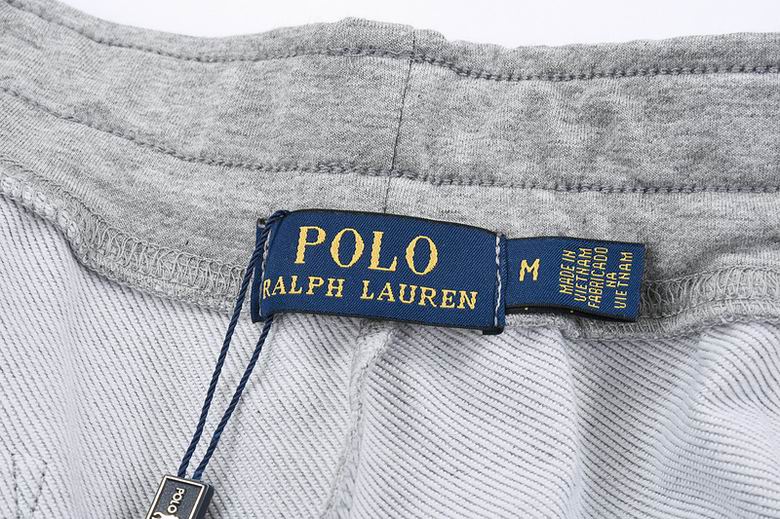 POLO
RALPH LAUREN
M
MADE IN
VIETNAM
FABRICADO
NA
VIETNAM
POLO